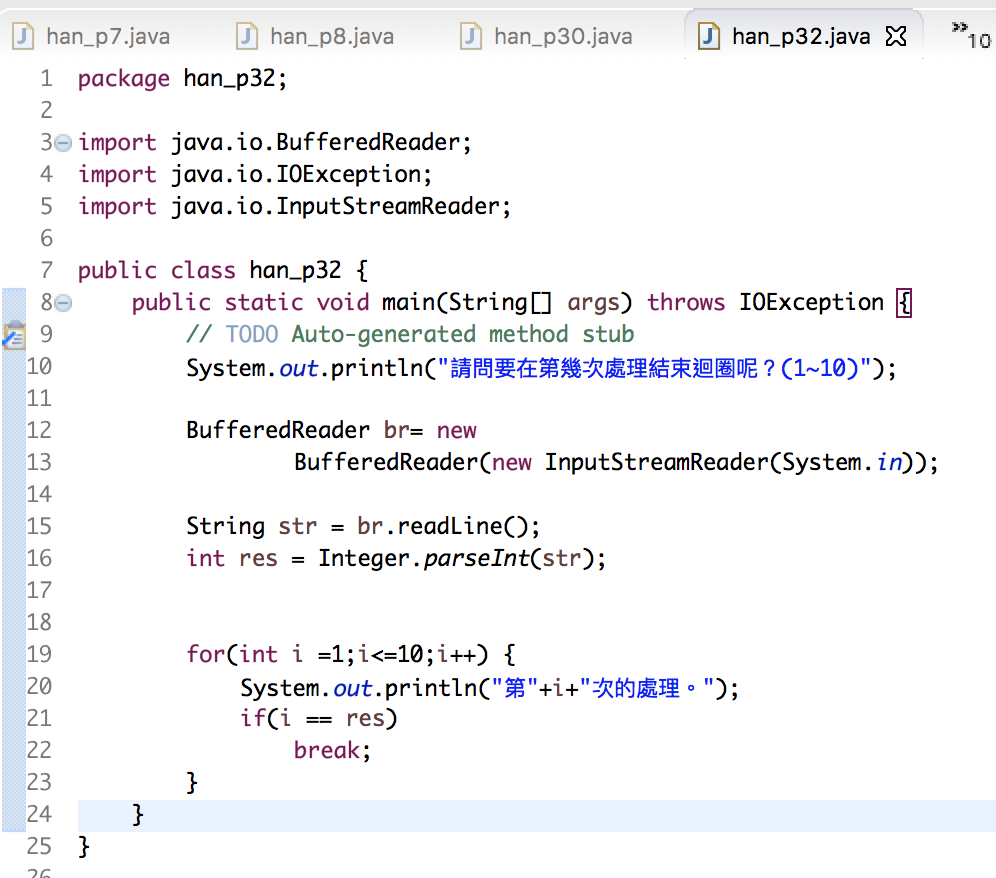 han_p7.java han_p8.java han_p30.java han_p32.java »10
1 package han_p32;
2
3 import java.io.BufferedReader;
4 import java.io.IOException;
5 import java.io.InputStreamReader;
6
7 public class han_p32 {
8 public static void main(String[] args) throws IOException {
9 // TODO Auto-generated method stub
10 System.out.println("請問要在第幾次處理結束迴圈呢？(1~10)");
11
12 BufferedReader br= new
13 BufferedReader(new InputStreamReader(System.in));
14
15 String str = br.readLine();
16 int res = Integer.parseInt(str);
17
18
19 for(int i =1;i<=10;i++) {
20 System.out.println("第"+i+"次的處理。");
21 if(i == res)
22 break;
23 }
24 }
25 }
26